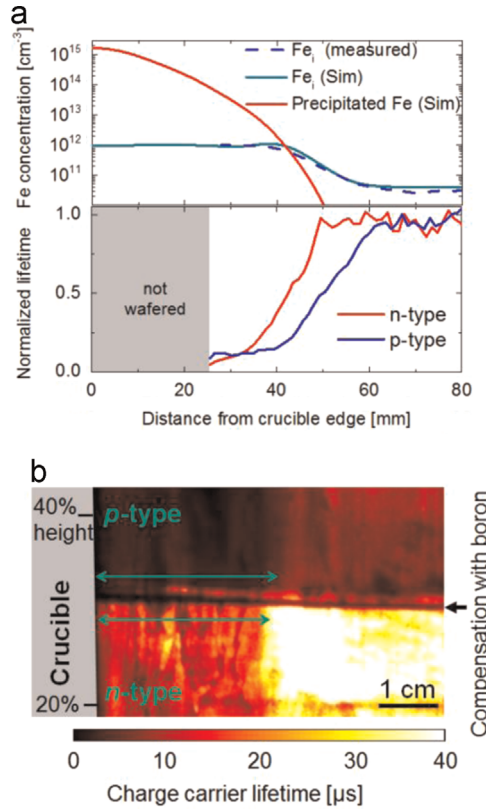 a
Fe concentration [cm⁻³]
10¹⁵
10¹⁴
10¹³
10¹²
10¹¹
Feᵢ (measured)
Feᵢ (Sim)
Precipitated Fe (Sim)
Normalized lifetime
1.0
0.5
0.0
not
wafered
n-type
p-type
0 20 40 60 80
Distance from crucible edge [mm]
b
40%
height
p-type
Crucible
n-type
20%
1 cm
Compensation with boron
0 10 20 30 40
Charge carrier lifetime [µs]